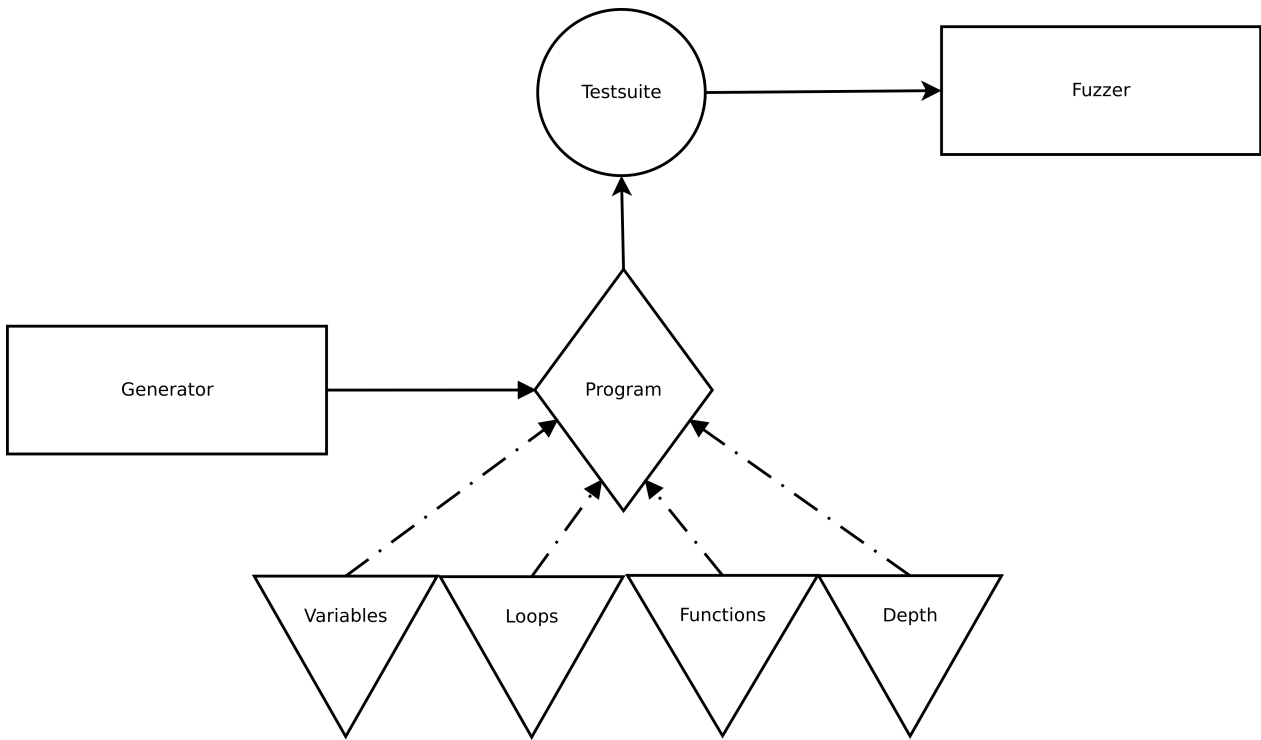 Testsuite
Fuzzer
Generator
Program
Variables
Loops
Functions
Depth